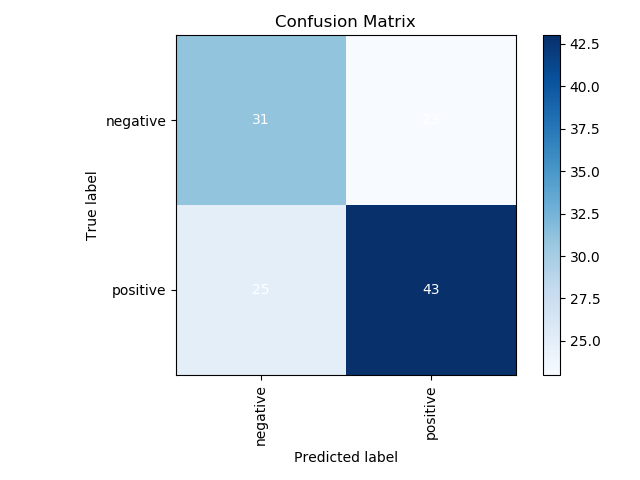 Confusion Matrix
negative
31
23
positive
25
43
True label
negative
positive
Predicted label
42.5
40.0
37.5
35.0
32.5
30.0
27.5
25.0